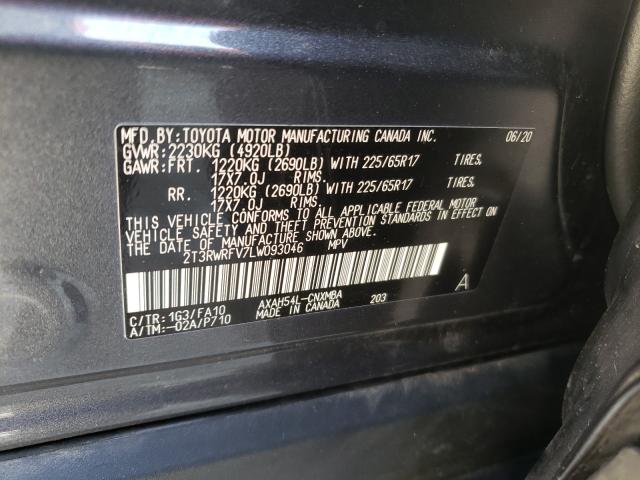 MFD.BY:TOYOTA MOTOR MANUFACTURING CANADA INC. 06/20
GVWR:2230KG (4920LB)
GAWR:FRT. 1220KG (2690LB) WITH 225/65R17 TIRES,
17X7.0J RIMS.
RR. 1220KG (2690LB) WITH 225/65R17 TIRES,
17X7.0J RIMS.
THIS VEHICLE CONFORMS TO ALL APPLICABLE FEDERAL MOTOR
VEHICLE SAFETY AND THEFT PREVENTION STANDARDS IN EFFECT ON
THE DATE OF MANUFACTURE SHOWN ABOVE.
2T3RWRFV7LW093046 MPV
A
C/TR:1G3/FA10 AXAH54L-CNXMBA 203
A/TM:-02A/P710 MADE IN CANADA